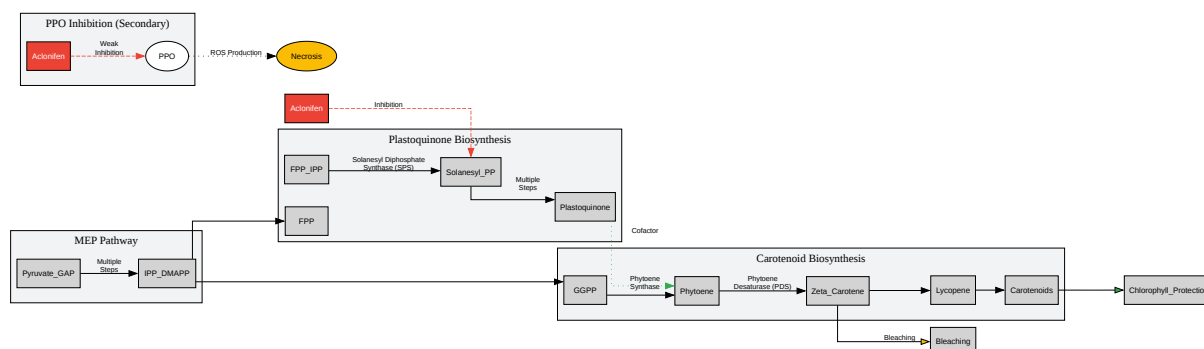 PPO Inhibition (Secondary)
Aclonifen
Weak
Inhibition
PPO
ROS Production
Necrosis
Aclonifen
Inhibition
Plastoquinone Biosynthesis
FPP_IPP
Solanesyl Diphosphate
Synthase (SPS)
Solanesyl_PP
Multiple
Steps
Plastoquinone
FPP
Cofactor
MEP Pathway
Pyruvate_GAP
Multiple
Steps
IPP_DMAPP
Carotenoid Biosynthesis
GGPP
Phytoene
Synthase
Phytoene
Phytoene
Desaturase (PDS)
Zeta_Carotene
Lycopene
Carotenoids
Chlorophyll_Protectio
Bleaching
Bleaching